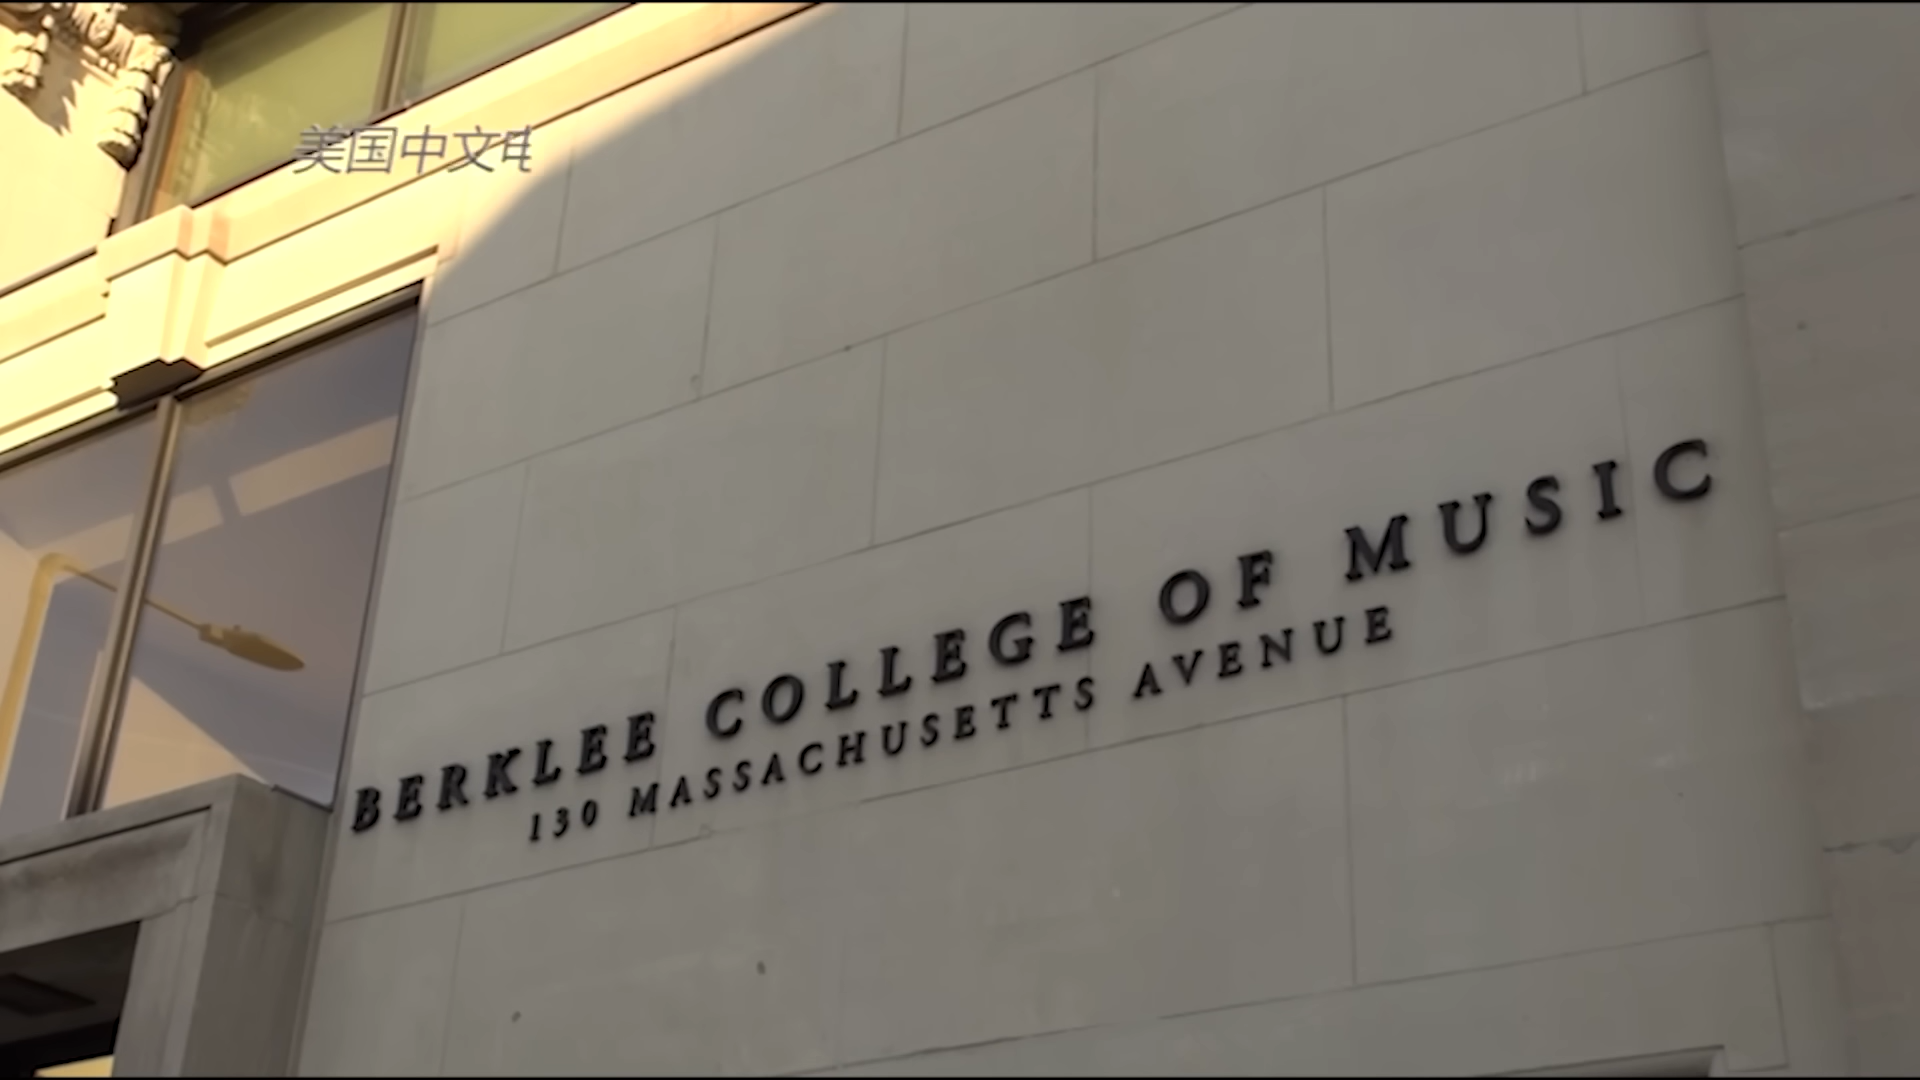 美国中文
BERKLEE COLLEGE OF MUSIC
130 MASSACHUSETTS AVENUE